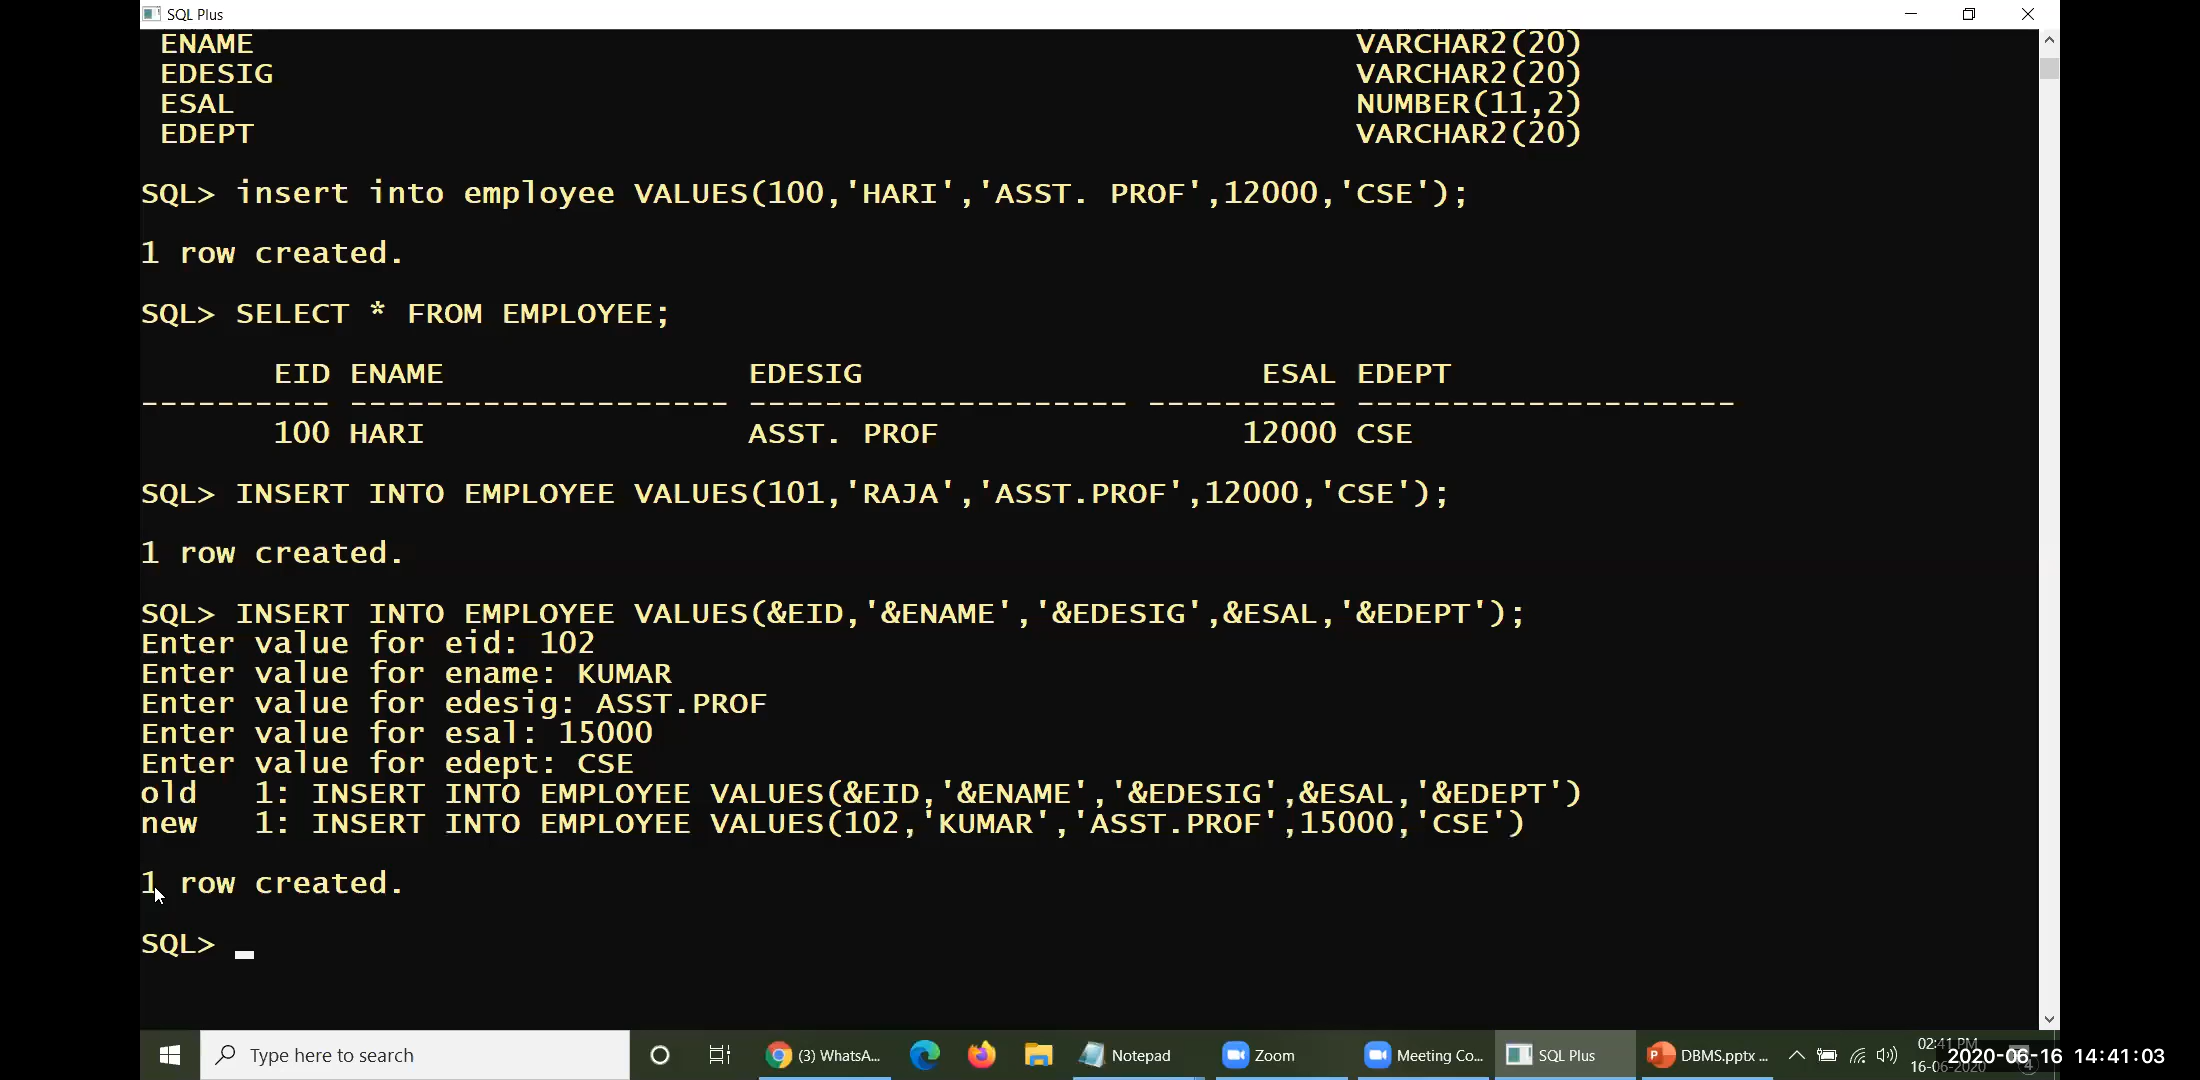 SQL Plus
ENAME VARCHAR2(20)
EDESIG VARCHAR2(20)
ESAL NUMBER(11,2)
EDEPT VARCHAR2(20)
SQL> insert into employee VALUES(100,'HARI','ASST. PROF',12000,'CSE');
1 row created.
SQL> SELECT * FROM EMPLOYEE;
EID ENAME EDESIG ESAL EDEPT
---------- -------------------- -------------------- ---------- --------------------
100 HARI ASST. PROF 12000 CSE
SQL> INSERT INTO EMPLOYEE VALUES(101,'RAJA','ASST.PROF',12000,'CSE');
1 row created.
SQL> INSERT INTO EMPLOYEE VALUES(&EID,'&ENAME','&EDESIG',&ESAL,'&EDEPT');
Enter value for eid: 102
Enter value for ename: KUMAR
Enter value for edesig: ASST.PROF
Enter value for esal: 15000
Enter value for edept: CSE
old 1: INSERT INTO EMPLOYEE VALUES(&EID,'&ENAME','&EDESIG',&ESAL,'&EDEPT')
new 1: INSERT INTO EMPLOYEE VALUES(102,'KUMAR','ASST.PROF',15000,'CSE')
1 row created.
SQL>
Type here to search (3) WhatsA... Notepad Zoom Meeting Co... SQL Plus DBMS.pptx ... 02:41 PM
16-06-2020 2020-06-16 14:41:03 4